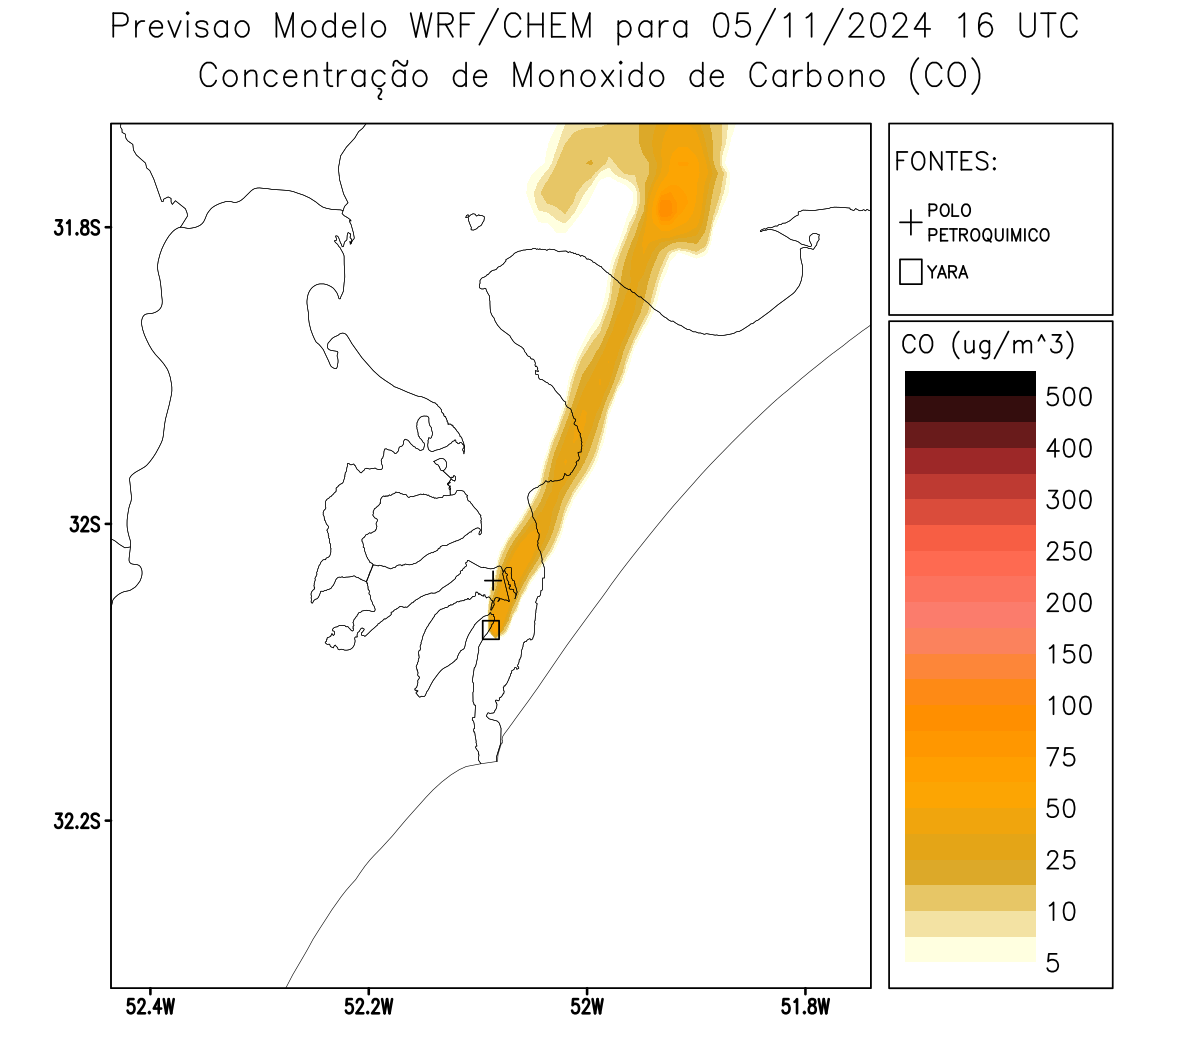 Previsao Modelo WRF/CHEM para 05/11/2024 16 UTC
Concentração de Monoxido de Carbono (CO)
FONTES:
POLO
PETROQUIMICO
YARA
CO (ug/m^3)
500
400
300
250
200
150
100
75
50
25
10
5
31.8S
32S
32.2S
52.4W
52.2W
52W
51.8W